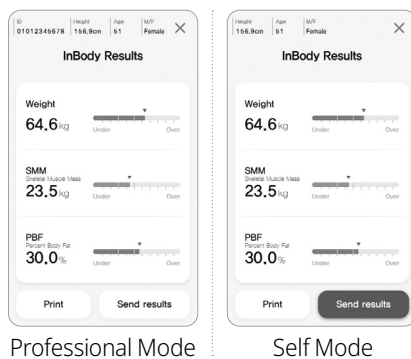 ID Height Age M/F
01012345678 156.9cm 51 Female
InBody Results
Weight
64.6kg
Under Over
SMM
Skeletal Muscle Mass
23.5kg
Under Over
PBF
Percent Body Fat
30.0%
Under Over
Print Send results
Professional Mode
ID Height Age M/F
01012345678 156.9cm 51 Female
InBody Results
Weight
64.6kg
Under Over
SMM
Skeletal Muscle Mass
23.5kg
Under Over
PBF
Percent Body Fat
30.0%
Under Over
Print Send results
Self Mode